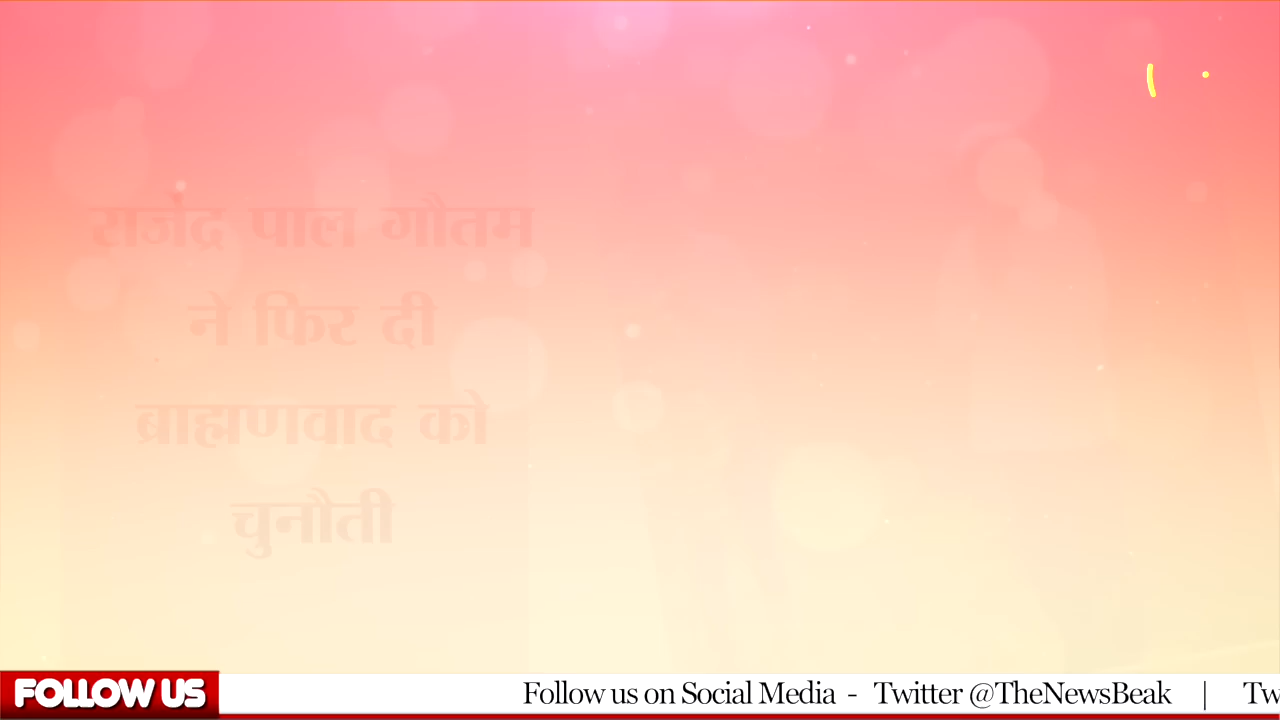 राजेंद्र पाल गौतम
ने फिर दी
ब्राह्मणवाद को
चुनौती
FOLLOW US
Follow us on Social Media - Twitter @TheNewsBeak | Tw